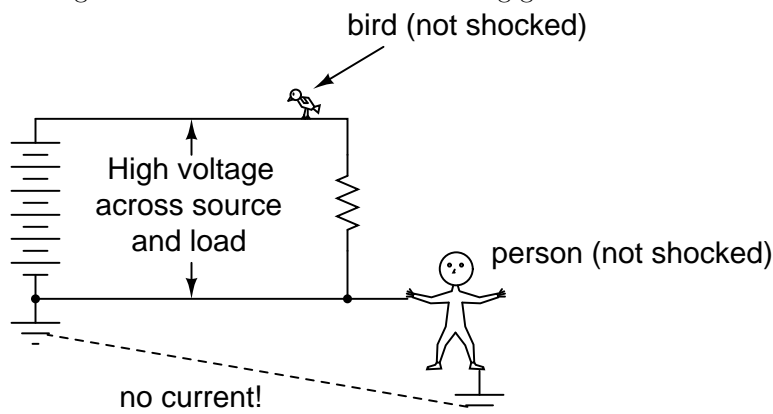 bird (not shocked)
High voltage
across source
and load
person (not shocked)
no current!